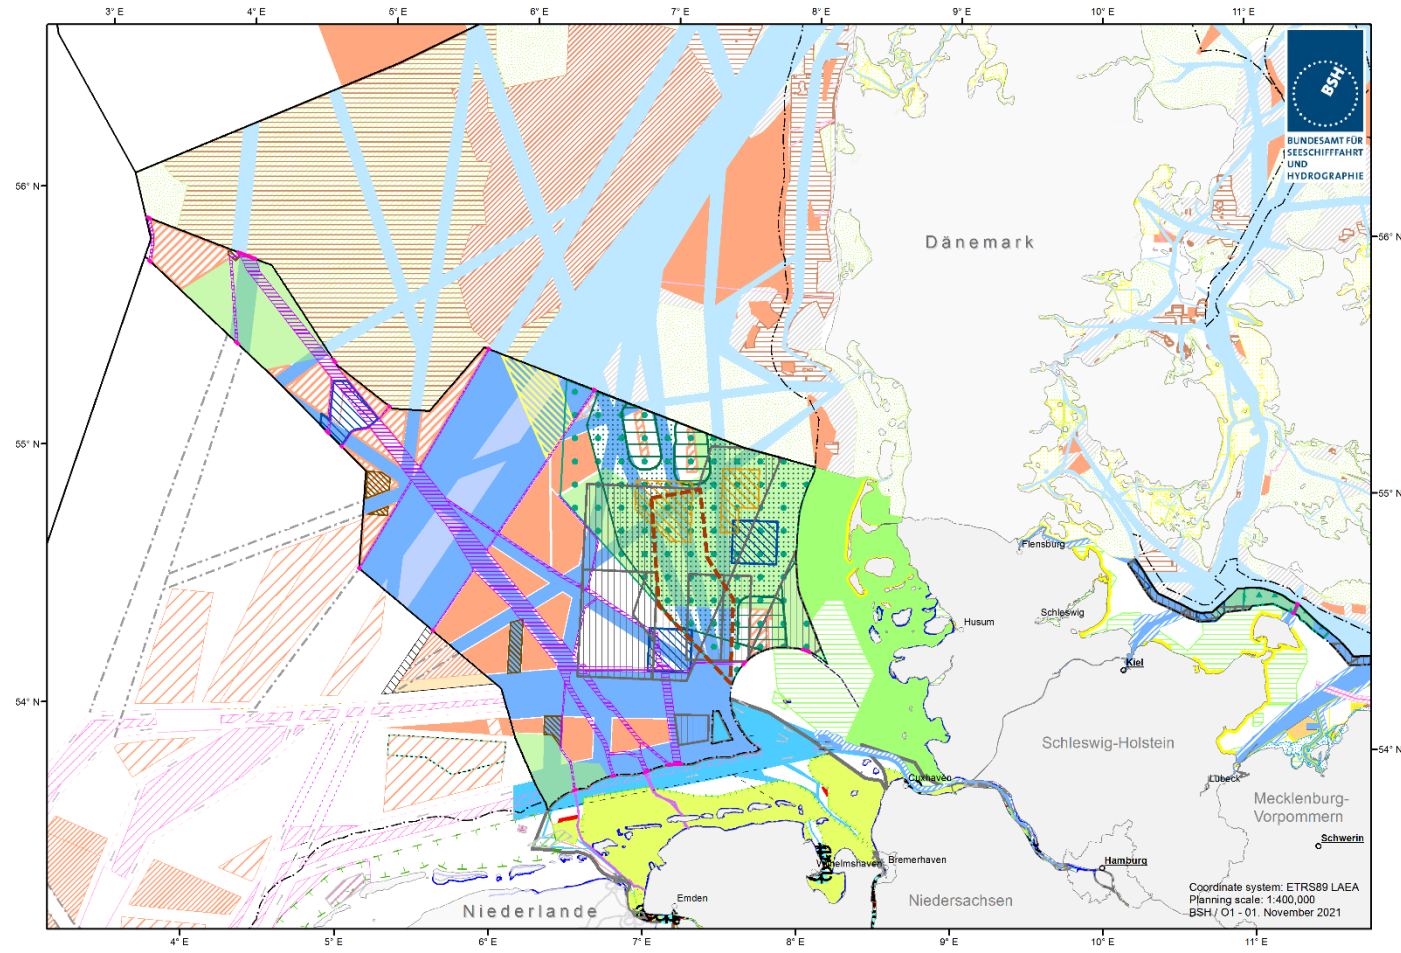 3° E 4° E 5° E 6° E 7° E 8° E 9° E 10° E 11° E
BSH
BUNDESAMT FÜR
SEESCHIFFFAHRT
UND
HYDROGRAPHIE
56° N
56° N
Dänemark
55° N
55° N
Flensburg
Schleswig
Husum
Kiel
54° N
54° N
Schleswig-Holstein
Cuxhaven
Lübeck
Mecklenburg-
Vorpommern
Schwerin
Wilhelmshaven
Bremerhaven
Hamburg
Emden
Niederlande
Niedersachsen
Coordinate system: ETRS89 LAEA
Planning scale: 1:400,000
BSH / O1 - 01. November 2021
4° E 5° E 6° E 7° E 8° E 9° E 10° E 11° E